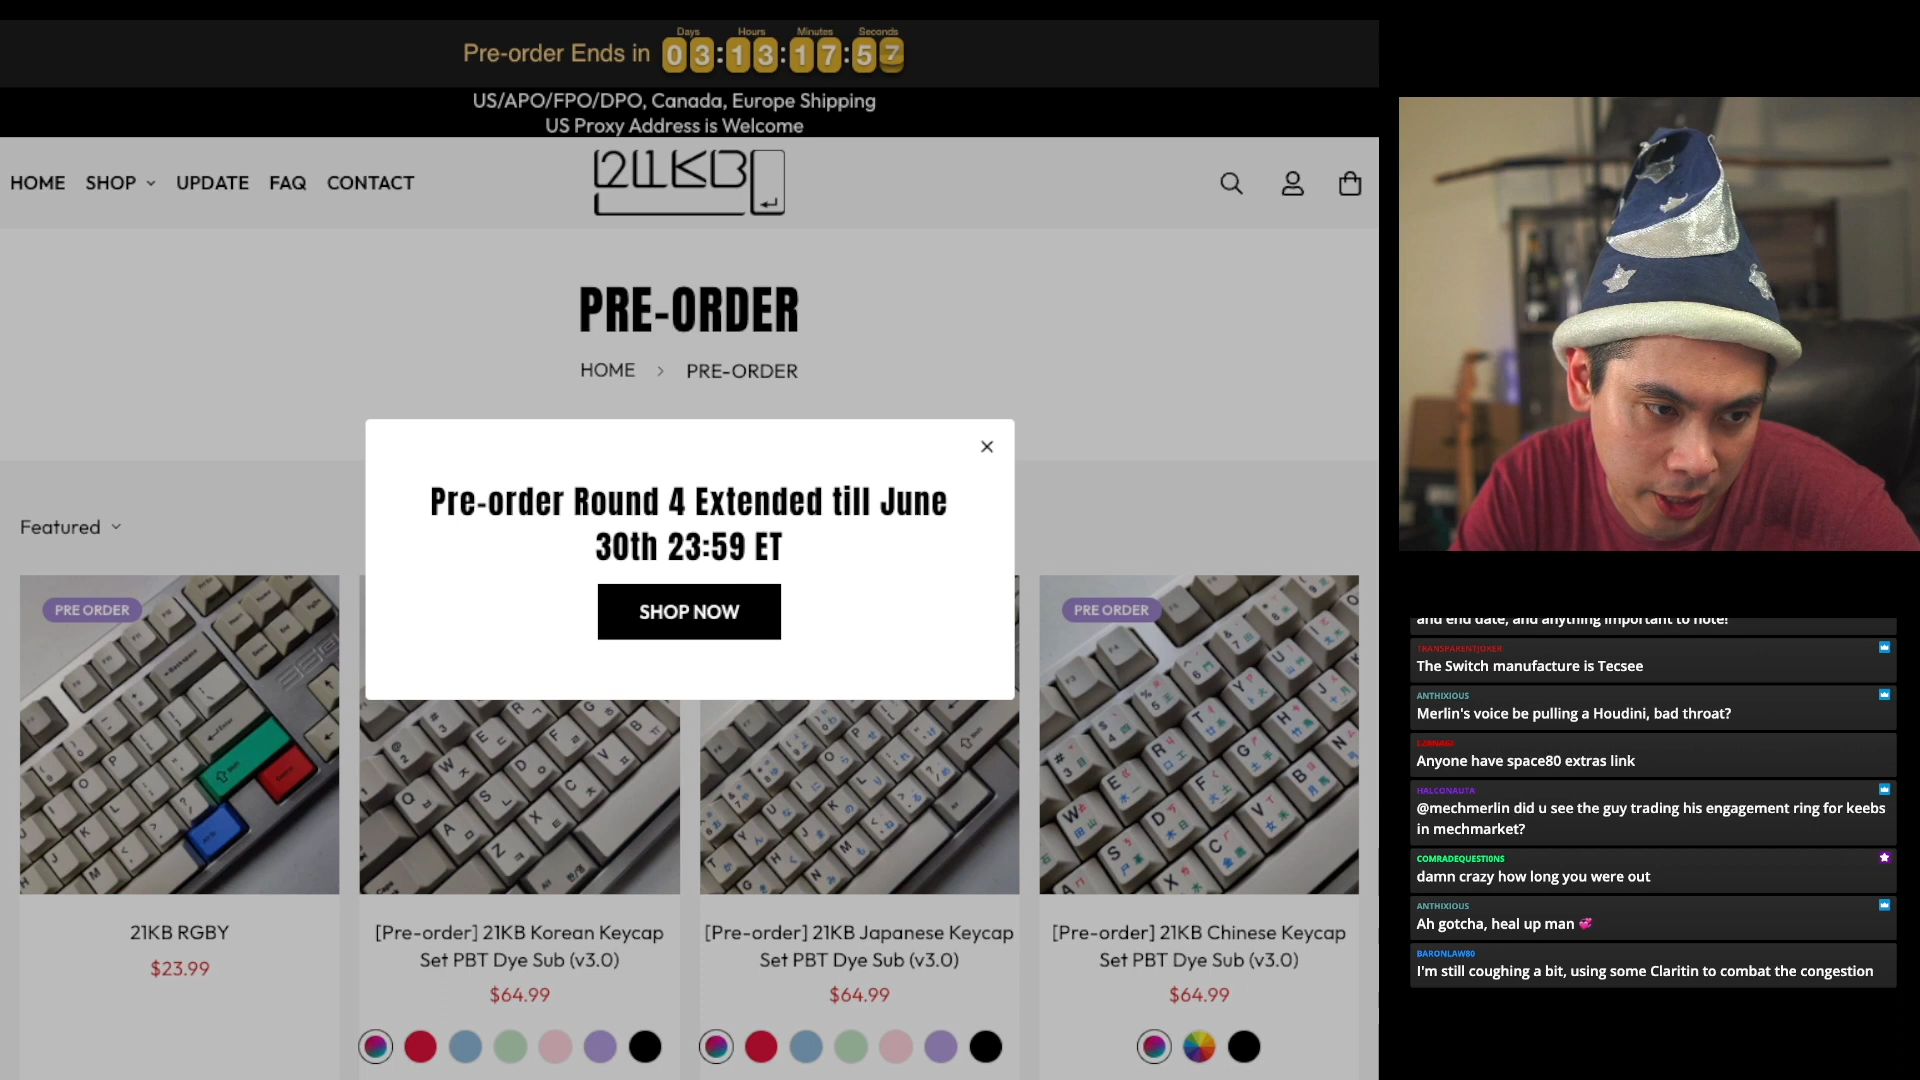 Pre-order Ends in
Days Hours Minutes Seconds
03:13:17:57
US/APO/FPO/DPO, Canada, Europe Shipping
US Proxy Address is Welcome
HOME SHOP UPDATE FAQ CONTACT
21KB
PRE-ORDER
HOME > PRE-ORDER
Pre-order Round 4 Extended till June
30th 23:59 ET
SHOP NOW
Featured
PRE ORDER
PRE ORDER
21KB RGBY
$23.99
[Pre-order] 21KB Korean Keycap
Set PBT Dye Sub (v3.0)
$64.99
[Pre-order] 21KB Japanese Keycap
Set PBT Dye Sub (v3.0)
$64.99
[Pre-order] 21KB Chinese Keycap
Set PBT Dye Sub (v3.0)
$64.99
and end date, and anything important to note!
TRANSPARENTJOKER
The Switch manufacture is Tecsee
ANTHIXIOUS
Merlin's voice be pulling a Houdini, bad throat?
Anyone have space80 extras link
HALCONAUTA
@mechmerlin did u see the guy trading his engagement ring for keebs
in mechmarket?
COMRADEQUESTIONS
damn crazy how long you were out
ANTHIXIOUS
Ah gotcha, heal up man 💞
BARONLAW80
I'm still coughing a bit, using some Claritin to combat the congestion